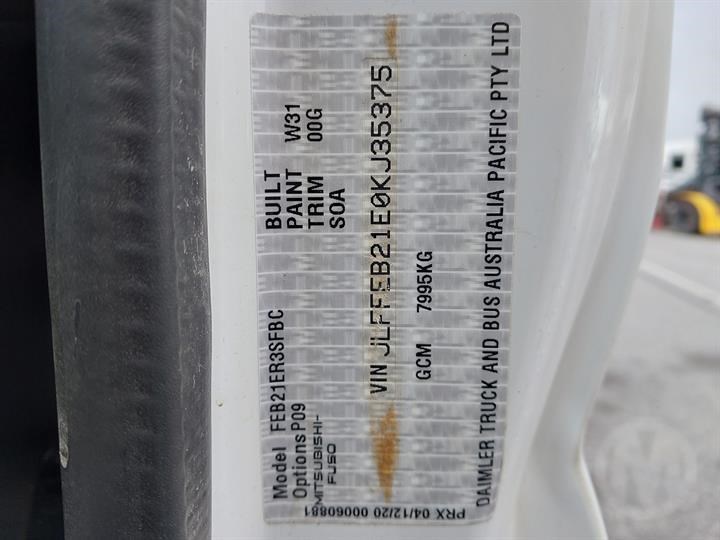 Model FEB21ER3SFBC BUILT
Options P09 PAINT W31
MITSUBISHI- TRIM 00G
FUSO SOA
VIN JLFFEB21E0KJ35375
GCM 7995KG
DAIMLER TRUCK AND BUS AUSTRALIA PACIFIC PTY LTD
PRX 04/12/20 00060881